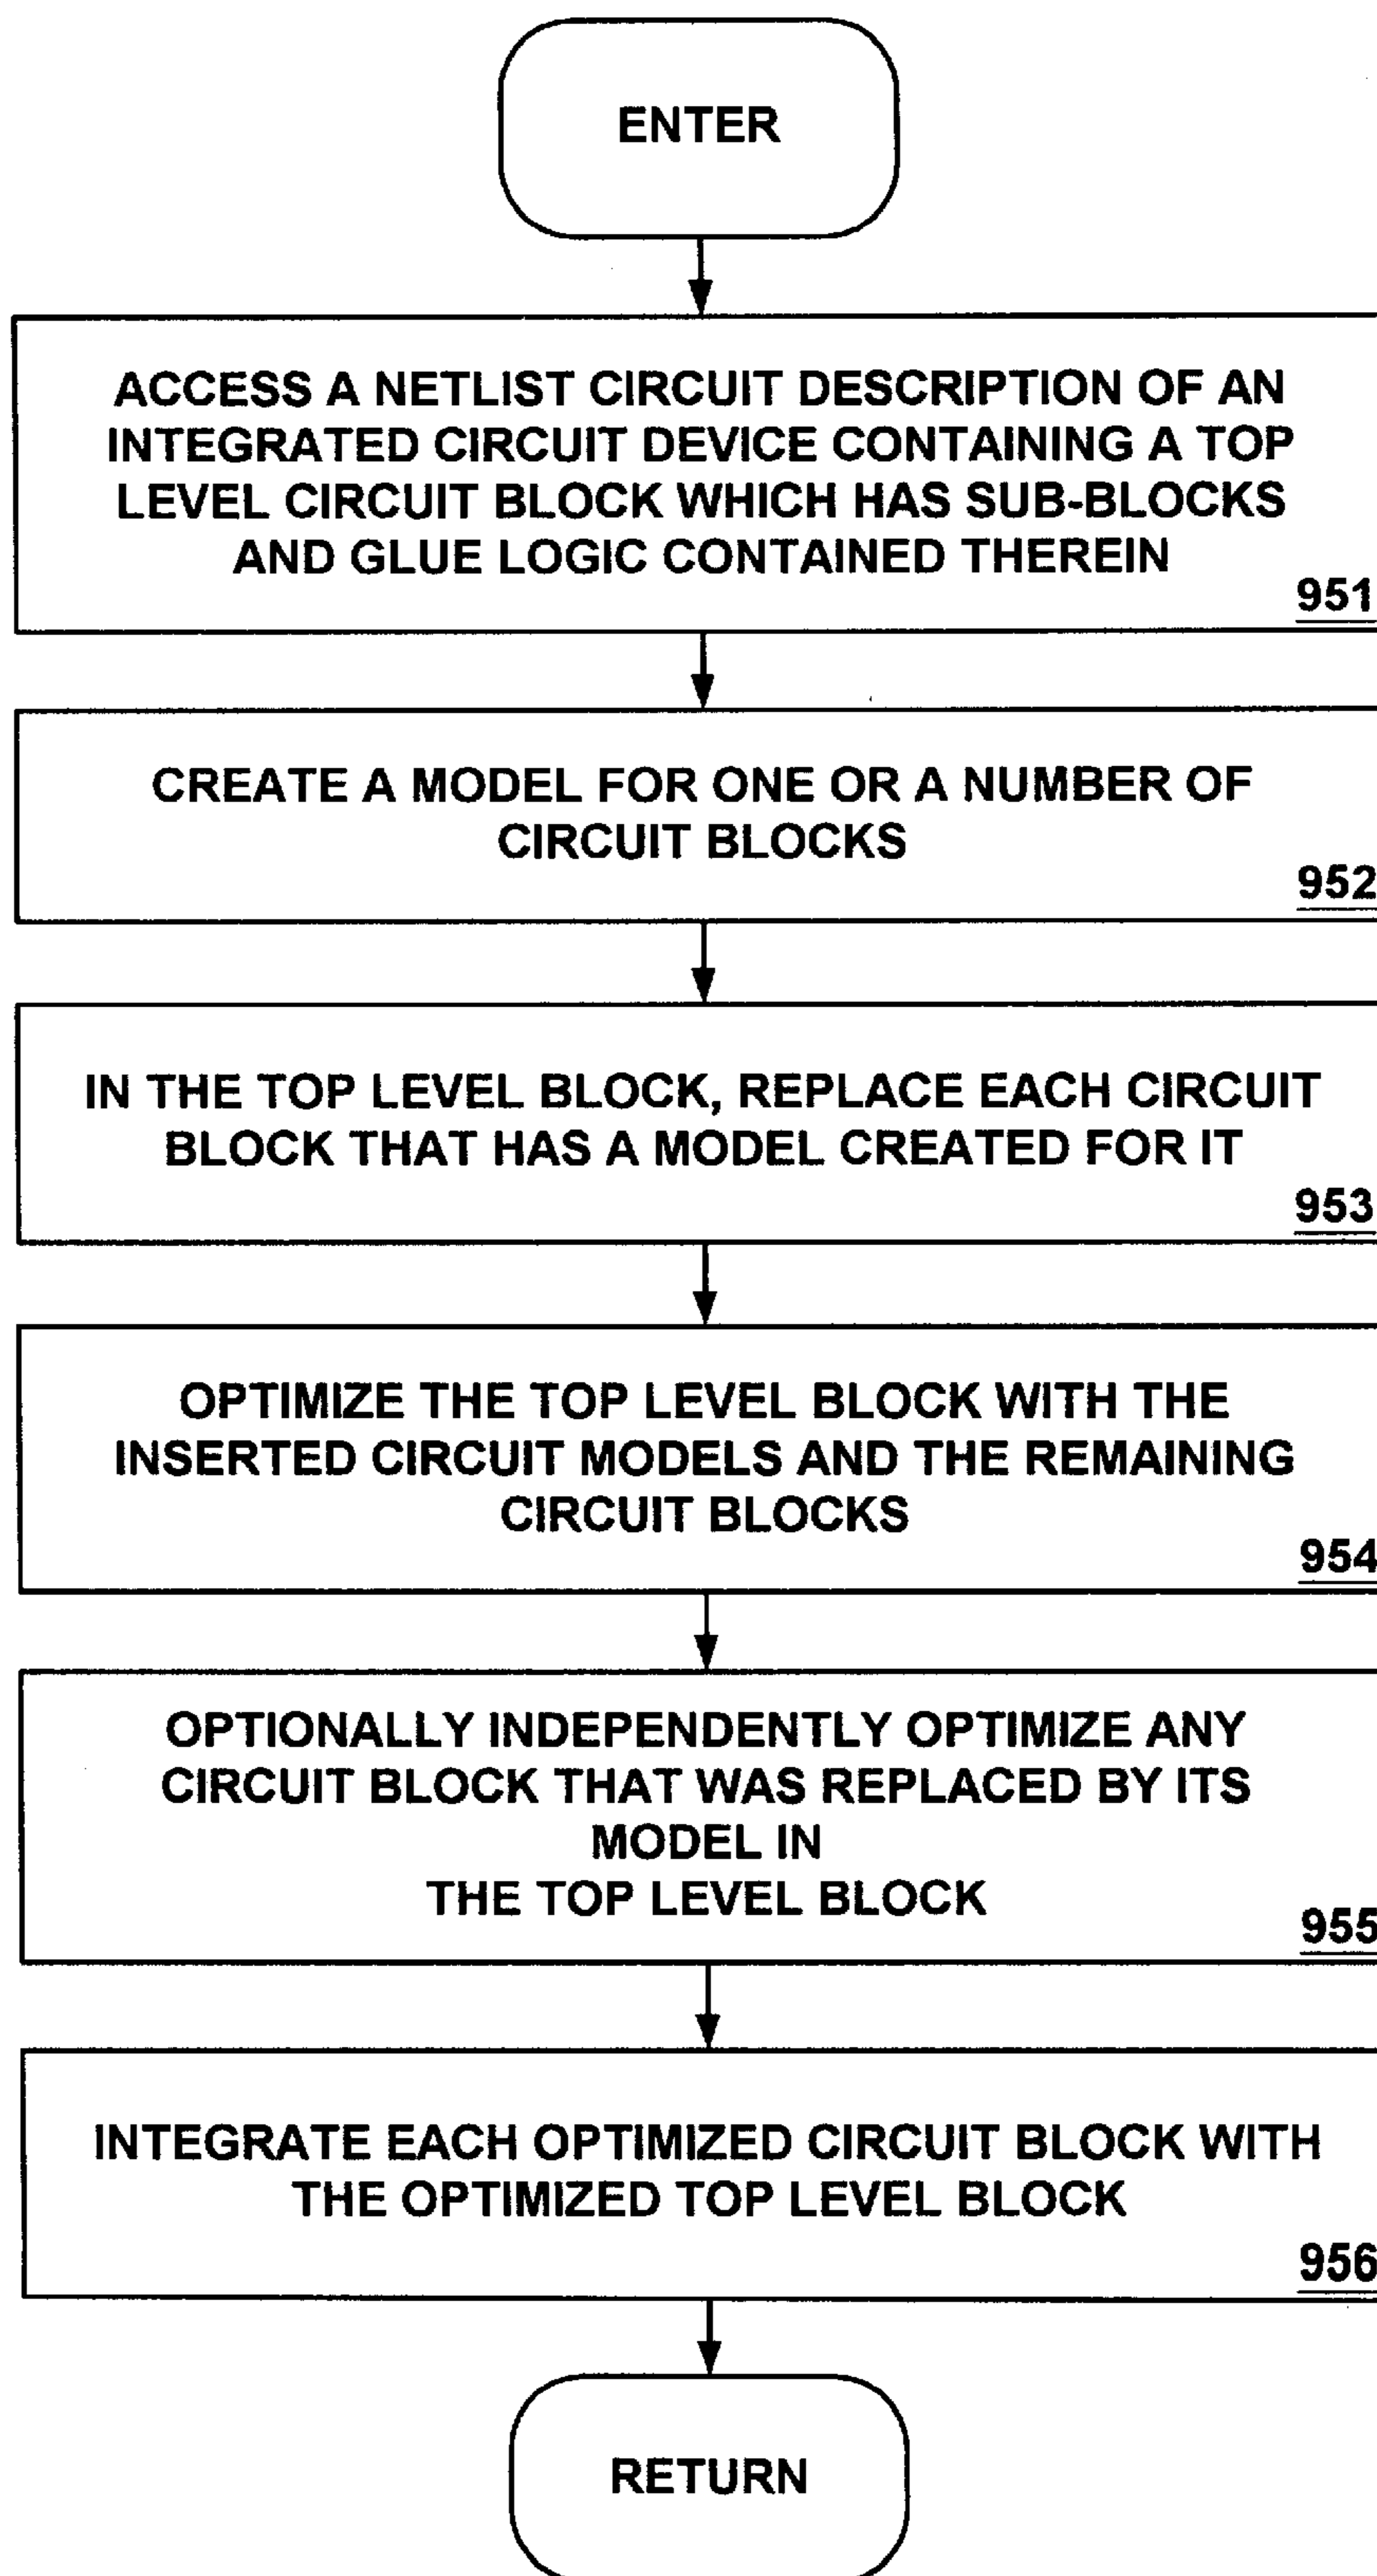 ENTER
ACCESS A NETLIST CIRCUIT DESCRIPTION OF AN
INTEGRATED CIRCUIT DEVICE CONTAINING A TOP
LEVEL CIRCUIT BLOCK WHICH HAS SUB-BLOCKS
AND GLUE LOGIC CONTAINED THEREIN
951
CREATE A MODEL FOR ONE OR A NUMBER OF
CIRCUIT BLOCKS
952
IN THE TOP LEVEL BLOCK, REPLACE EACH CIRCUIT
BLOCK THAT HAS A MODEL CREATED FOR IT
953
OPTIMIZE THE TOP LEVEL BLOCK WITH THE
INSERTED CIRCUIT MODELS AND THE REMAINING
CIRCUIT BLOCKS
954
OPTIONALLY INDEPENDENTLY OPTIMIZE ANY
CIRCUIT BLOCK THAT WAS REPLACED BY ITS
MODEL IN
THE TOP LEVEL BLOCK
955
INTEGRATE EACH OPTIMIZED CIRCUIT BLOCK WITH
THE OPTIMIZED TOP LEVEL BLOCK
956
RETURN